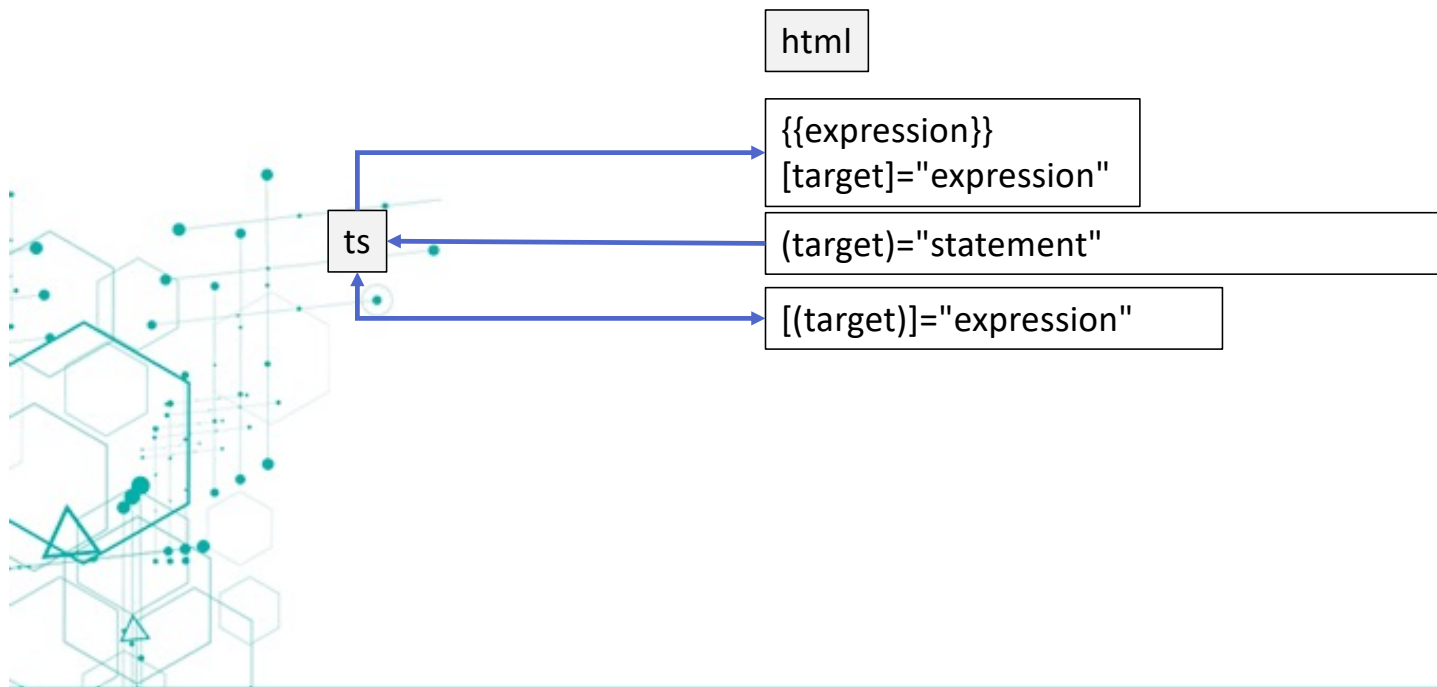 html
{{expression}}
[target]="expression"
ts
(target)="statement"
[(target)]="expression"